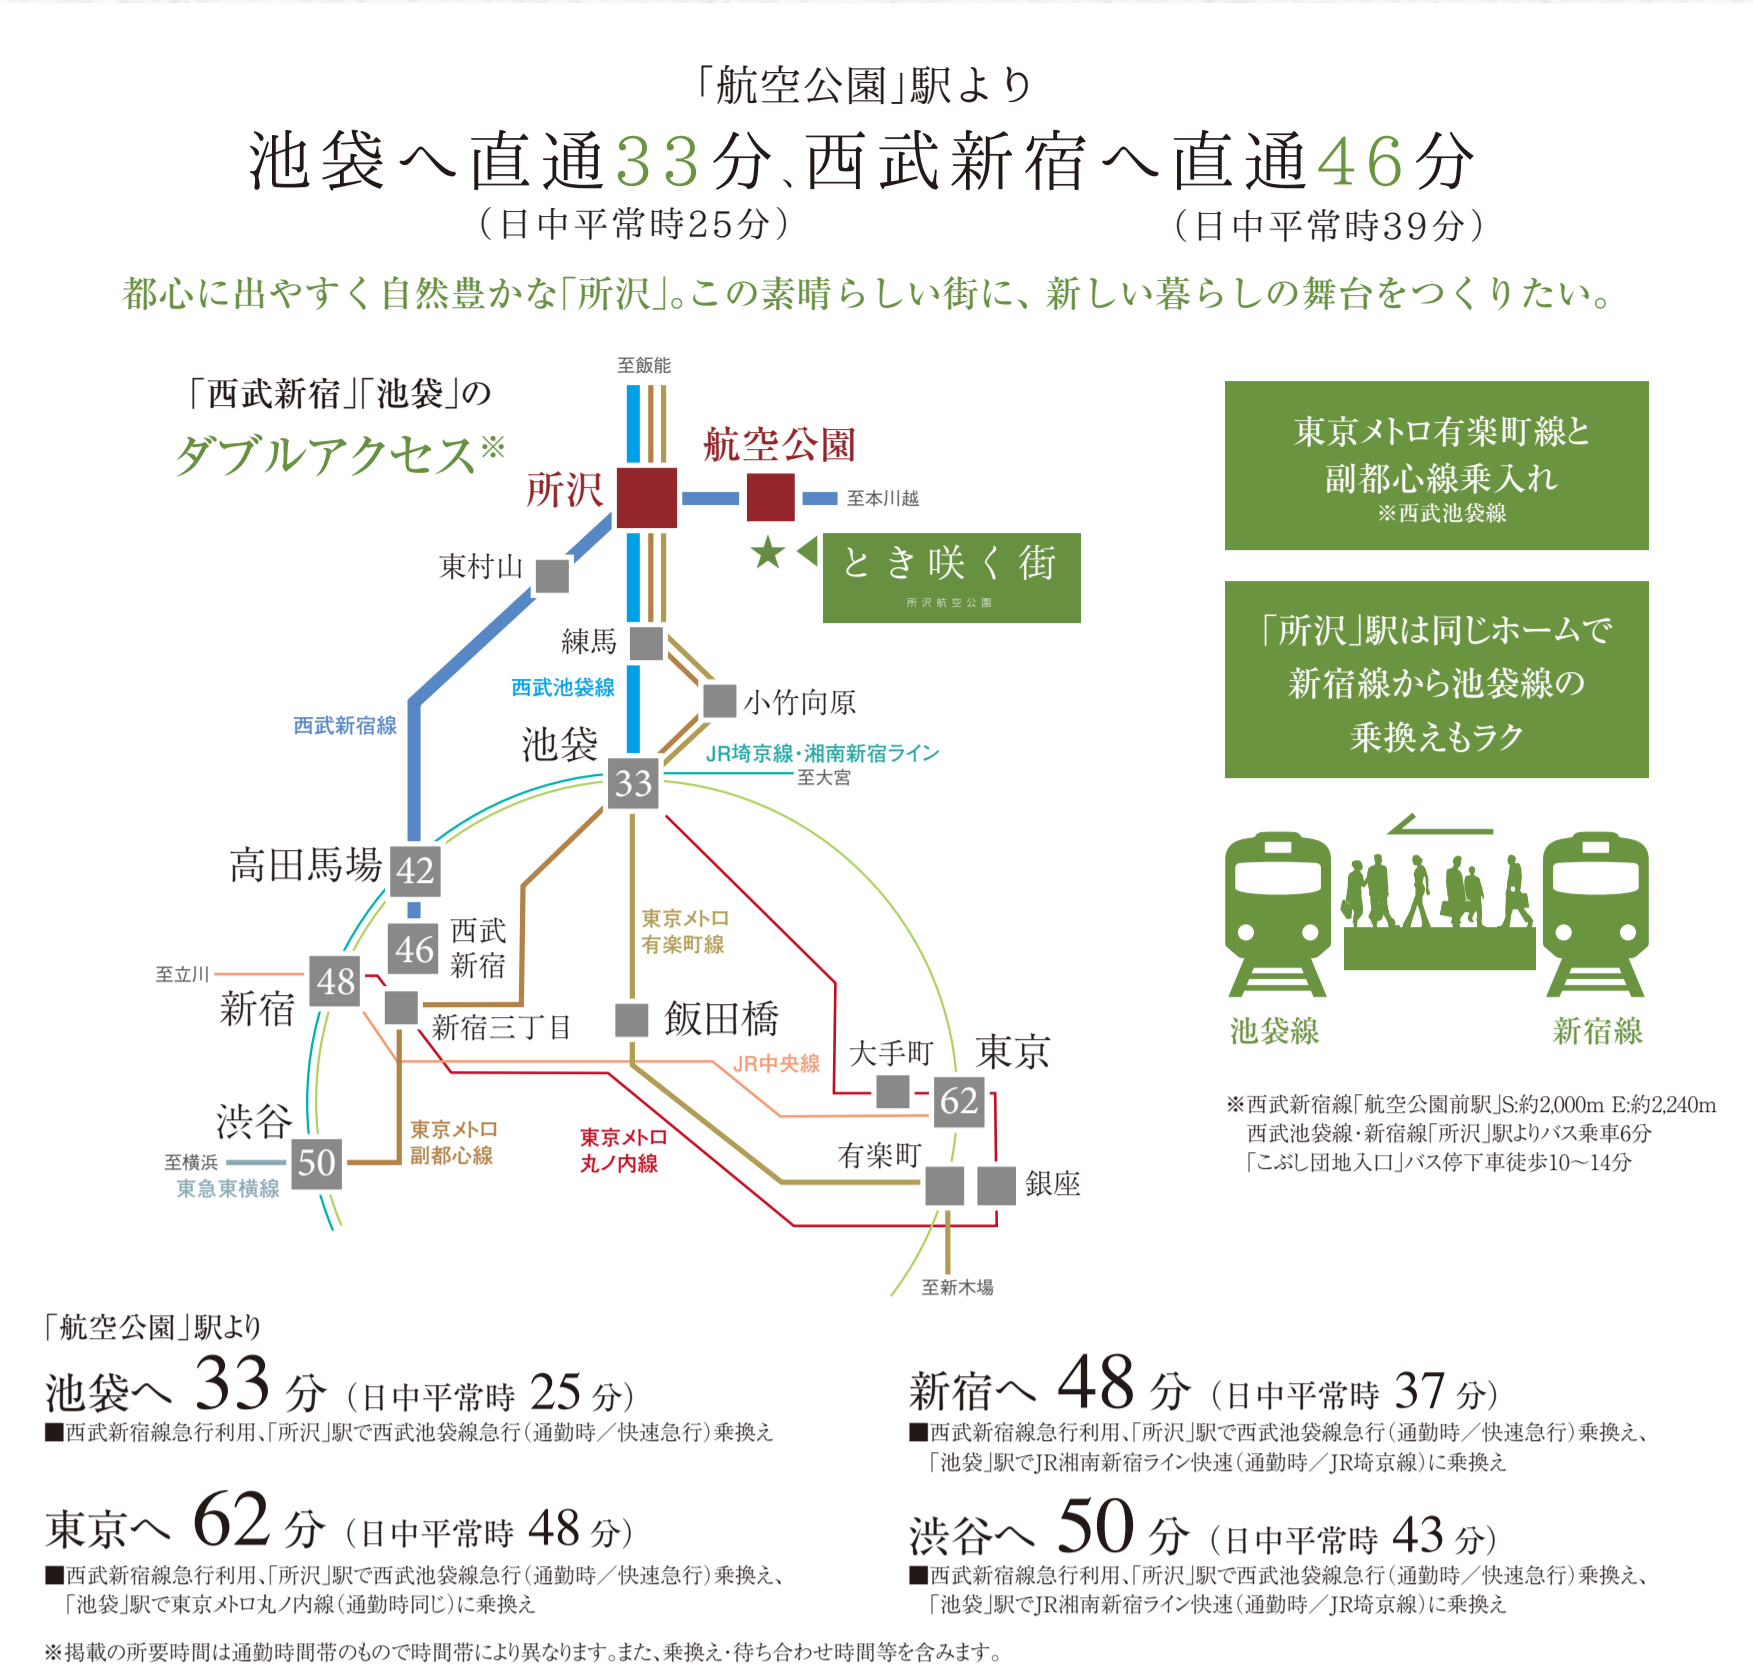 「航空公園」駅より
池袋へ直通33分、西武新宿へ直通46分
（日中平常時25分）
（日中平常時39分）
都心に出やすく自然豊かな「所沢」。この素晴らしい街に、新しい暮らしの舞台をつくりたい。
「西武新宿」「池袋」の
ダブルアクセス※
至飯能
航空公園
所沢
至本川越
とき咲く街
所沢航空公園
東村山
練馬
西武池袋線
小竹向原
西武新宿線
池袋
33
JR埼京線・湘南新宿ライン
至大宮
高田馬場
42
46
西武
新宿
東京メトロ
有楽町線
至立川
48
新宿
新宿三丁目
飯田橋
JR中央線
大手町
東京
62
渋谷
50
至横浜
東急東横線
東京メトロ
副都心線
東京メトロ
丸ノ内線
有楽町
銀座
至新木場
東京メトロ有楽町線と
副都心線乗入れ
※西武池袋線
「所沢」駅は同じホームで
新宿線から池袋線の
乗換えもラク
池袋線
新宿線
※西武新宿線「航空公園前駅」S:約2,000m E:約2,240m
西武池袋線・新宿線「所沢」駅よりバス乗車6分
「こぶし団地入口」バス停下車徒歩10〜14分
「航空公園」駅より
池袋へ 33 分（日中平常時 25 分）
■西武新宿線急行利用、「所沢」駅で西武池袋線急行（通勤時／快速急行）乗換え
新宿へ 48 分（日中平常時 37 分）
■西武新宿線急行利用、「所沢」駅で西武池袋線急行（通勤時／快速急行）乗換え、
「池袋」駅でJR湘南新宿ライン快速（通勤時／JR埼京線）に乗換え
東京へ 62 分（日中平常時 48 分）
■西武新宿線急行利用、「所沢」駅で西武池袋線急行（通勤時／快速急行）乗換え、
「池袋」駅で東京メトロ丸ノ内線（通勤時同じ）に乗換え
渋谷へ 50 分（日中平常時 43 分）
■西武新宿線急行利用、「所沢」駅で西武池袋線急行（通勤時／快速急行）乗換え、
「池袋」駅でJR湘南新宿ライン快速（通勤時／JR埼京線）に乗換え
※掲載の所要時間は通勤時間帯のもので時間帯により異なります。また、乗換え・待ち合わせ時間等を含みます。